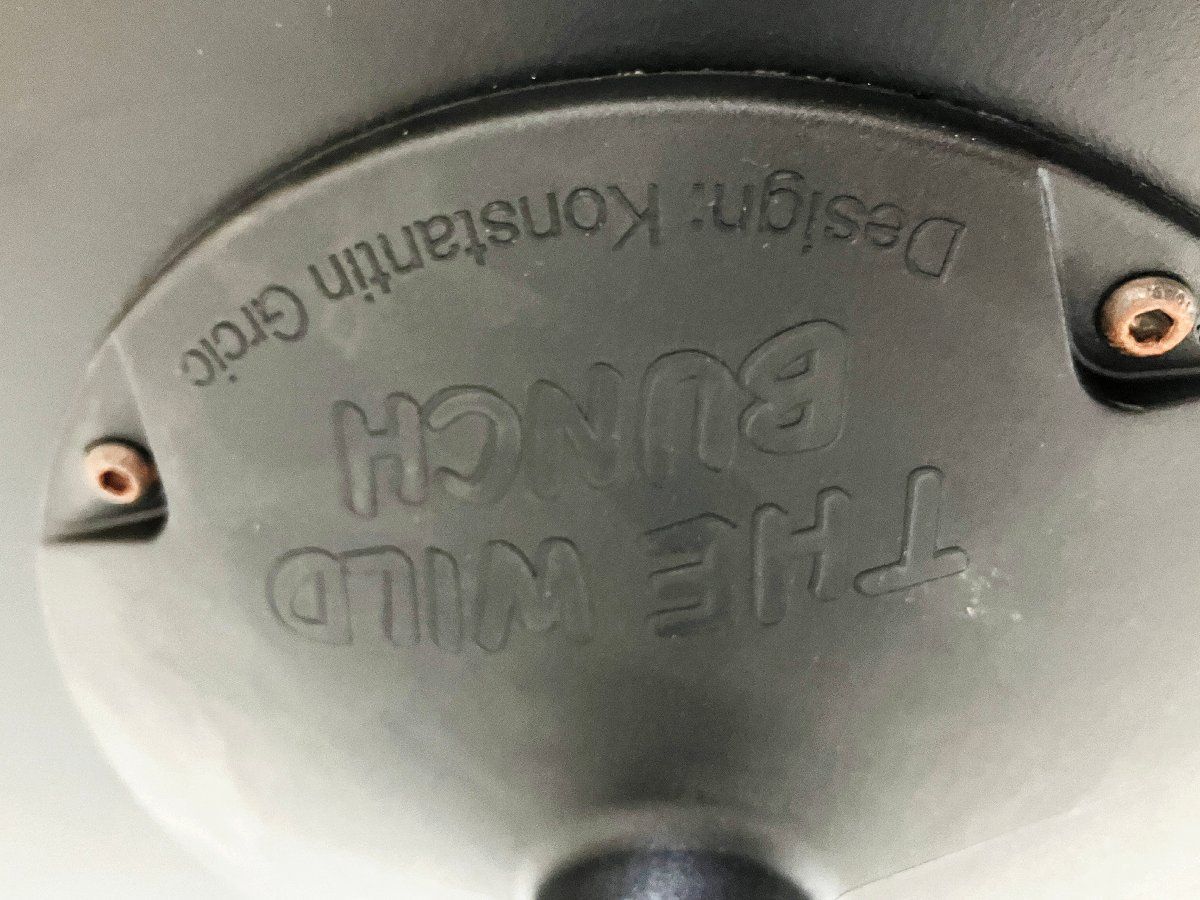 THE WILD
BUNCH
Design: Konstantin Grcic